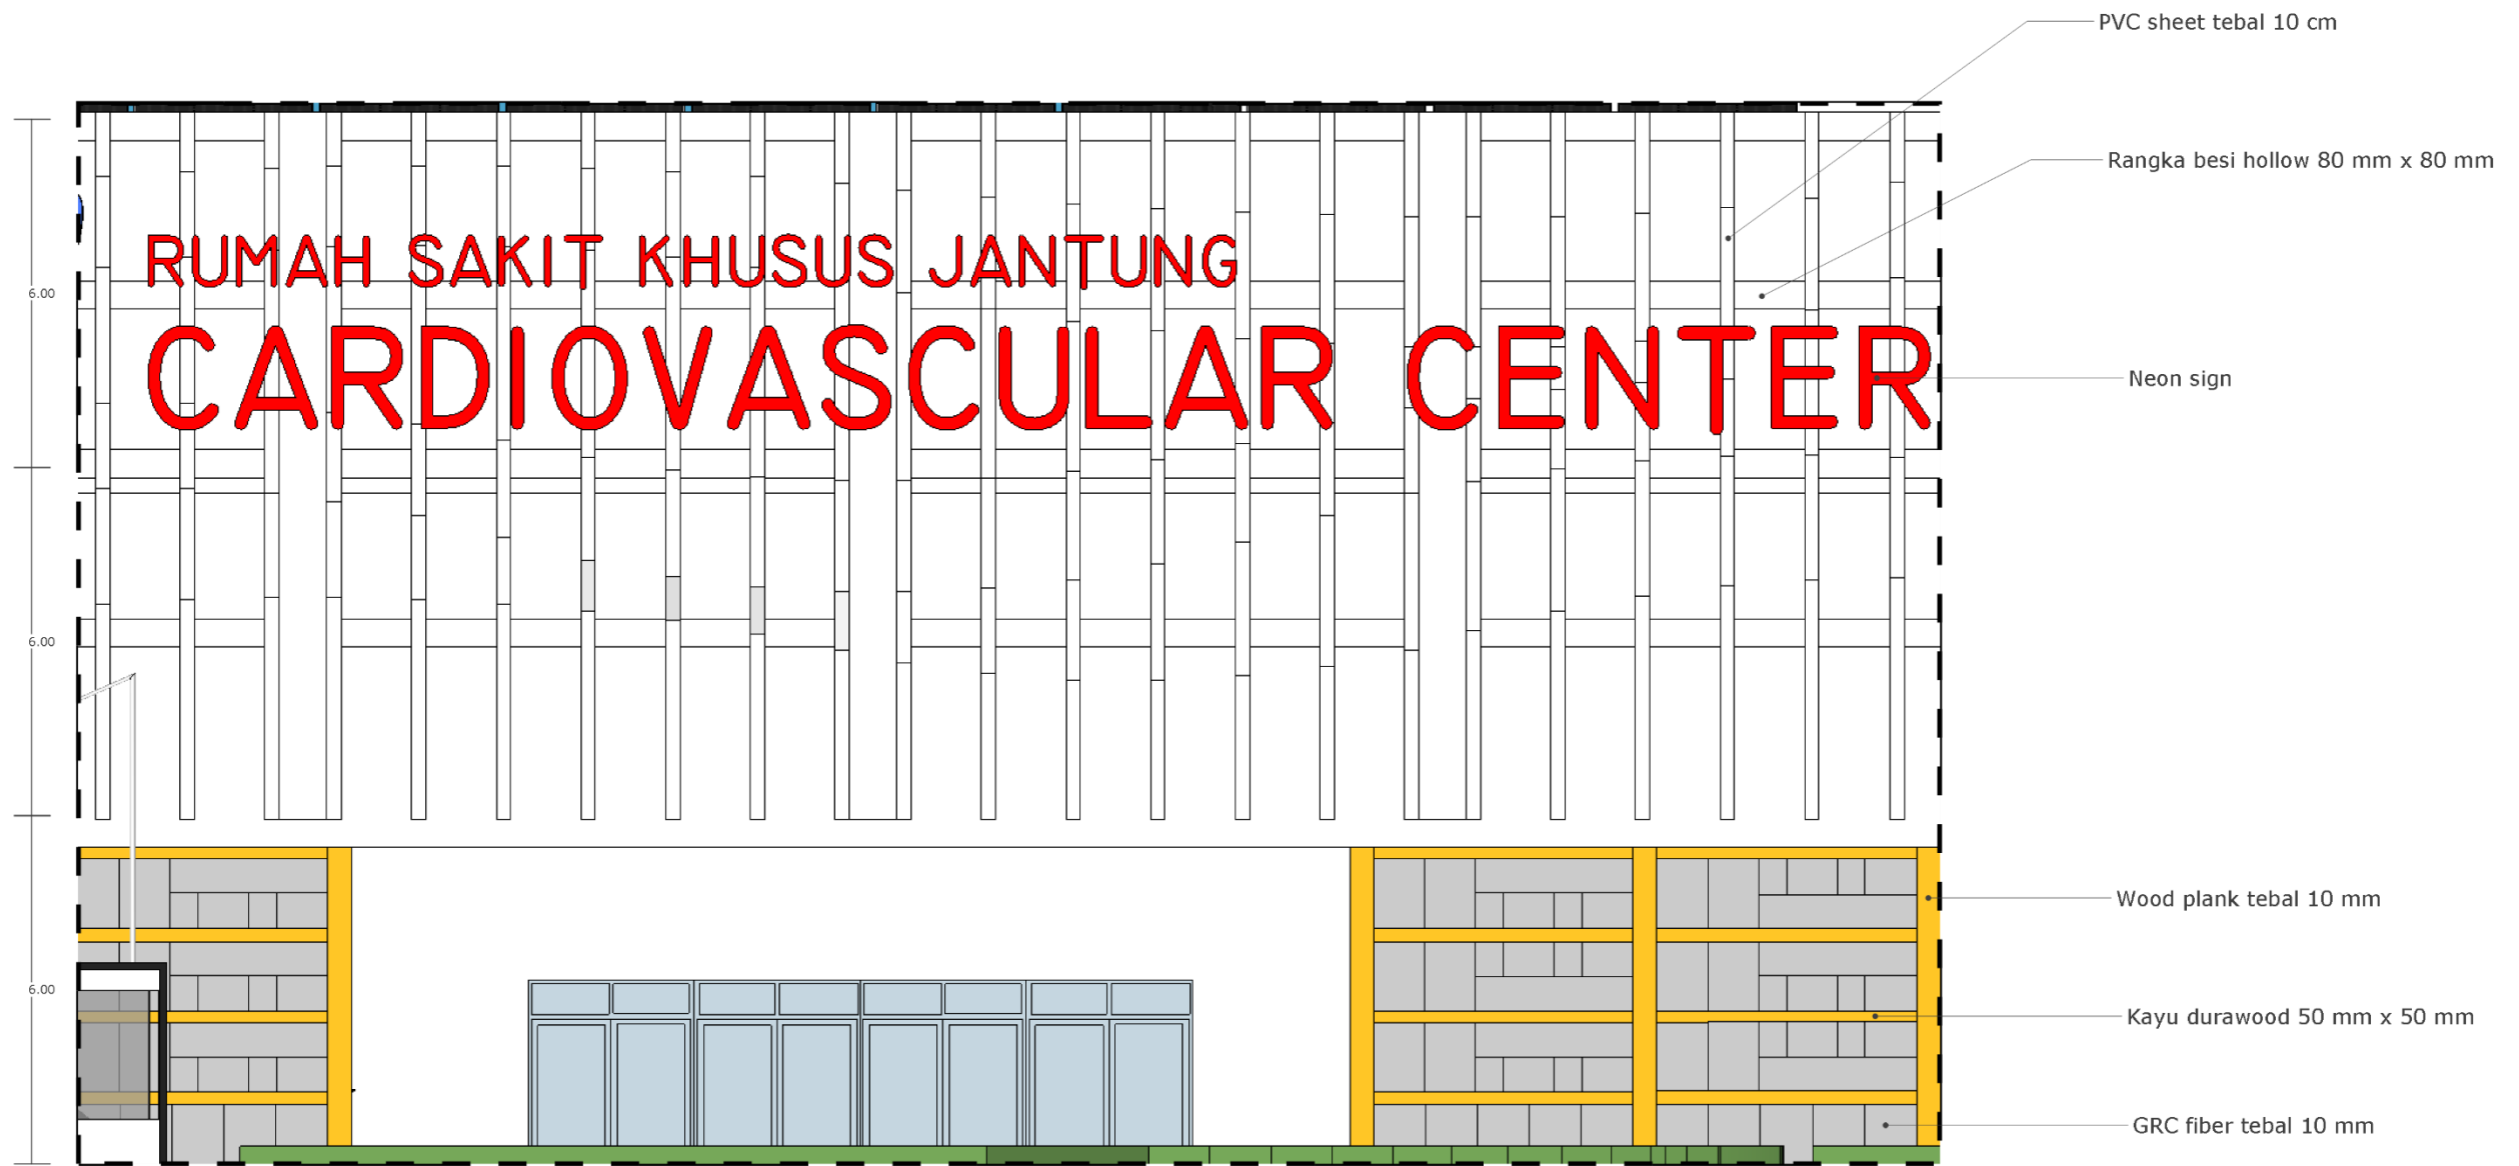 PVC sheet tebal 10 cm
Rangka besi hollow 80 mm x 80 mm
RUMAH SAKIT KHUSUS JANTUNG
6.00
CARDIOVASCULAR CENTER
Neon sign
6.00
Wood plank tebal 10 mm
6.00
Kayu durawood 50 mm x 50 mm
GRC fiber tebal 10 mm